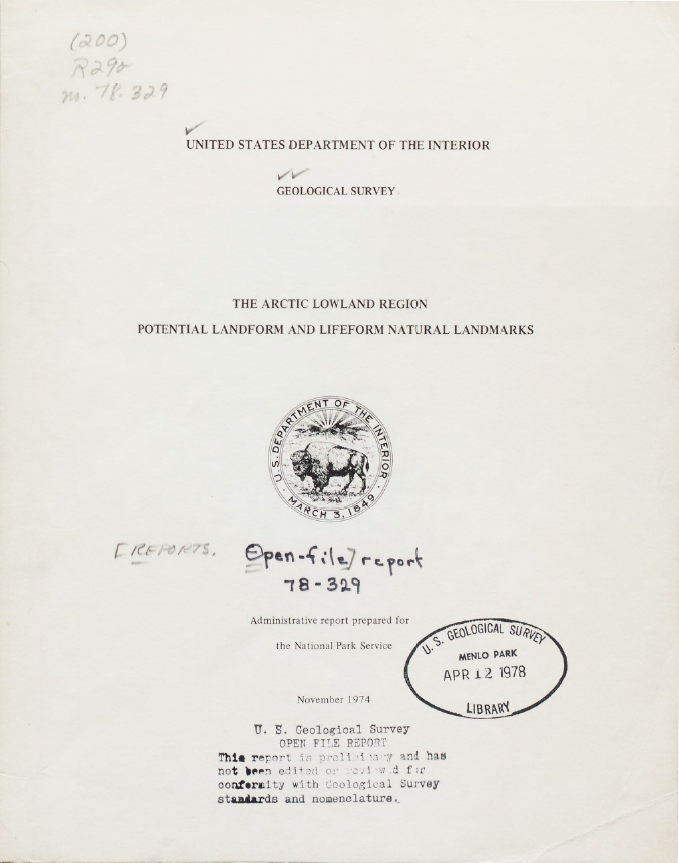 (200)
R29o
no. 78-329
UNITED STATES DEPARTMENT OF THE INTERIOR
GEOLOGICAL SURVEY
THE ARCTIC LOWLAND REGION
POTENTIAL LANDFORM AND LIFEFORM NATURAL LANDMARKS
U.S. DEPARTMENT OF THE INTERIOR
MARCH 3, 1849
[REPORTS.
Open-file] report
78-329
Administrative report prepared for
the National Park Service
U. S. GEOLOGICAL SURVEY
MENLO PARK
APR 12 1978
LIBRARY
November 1974
U. S. Geological Survey
OPEN FILE REPORT
This report is preliminary and has
not been edited or reviewed for
conformity with Geological Survey
standards and nomenclature.